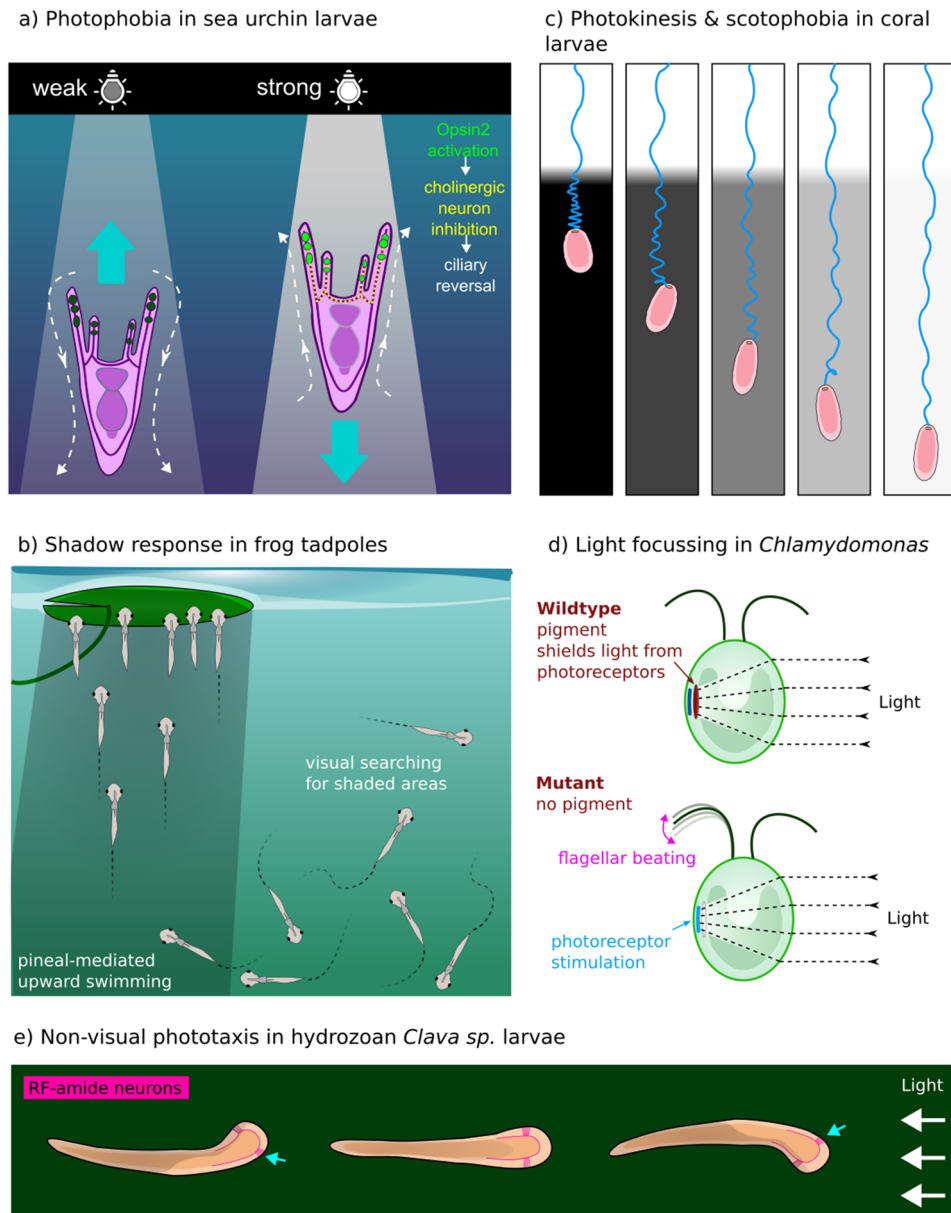 a) Photophobia in sea urchin larvae
weak
strong
Opsin2
activation
cholinergic
neuron
inhibition
ciliary
reversal
c) Photokinesis & scotophobia in coral
larvae
b) Shadow response in frog tadpoles
visual searching
for shaded areas
pineal-mediated
upward swimming
d) Light focussing in Chlamydomonas
Wildtype
pigment
shields light from
photoreceptors
Light
Mutant
no pigment
flagellar beating
Light
photoreceptor
stimulation
e) Non-visual phototaxis in hydrozoan Clava sp. larvae
RF-amide neurons
Light